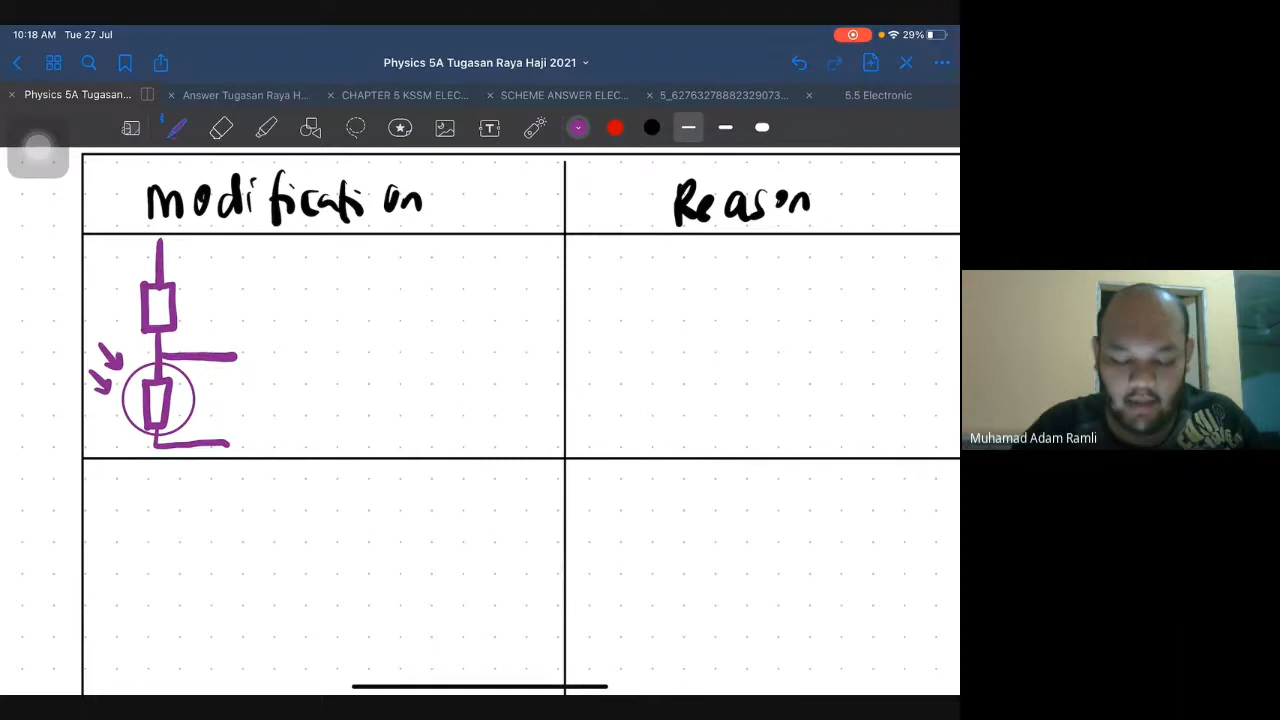 10:18 AM Tue 27 Jul
29%
Physics 5A Tugasan Raya Haji 2021
Physics 5A Tugasan...
Answer Tugasan Raya H...
CHAPTER 5 KSSM ELEC...
SCHEME ANSWER ELEC...
5_62763278882329073...
5.5 Electronic
T
Modification
Reason
Muhamad Adam Ramli